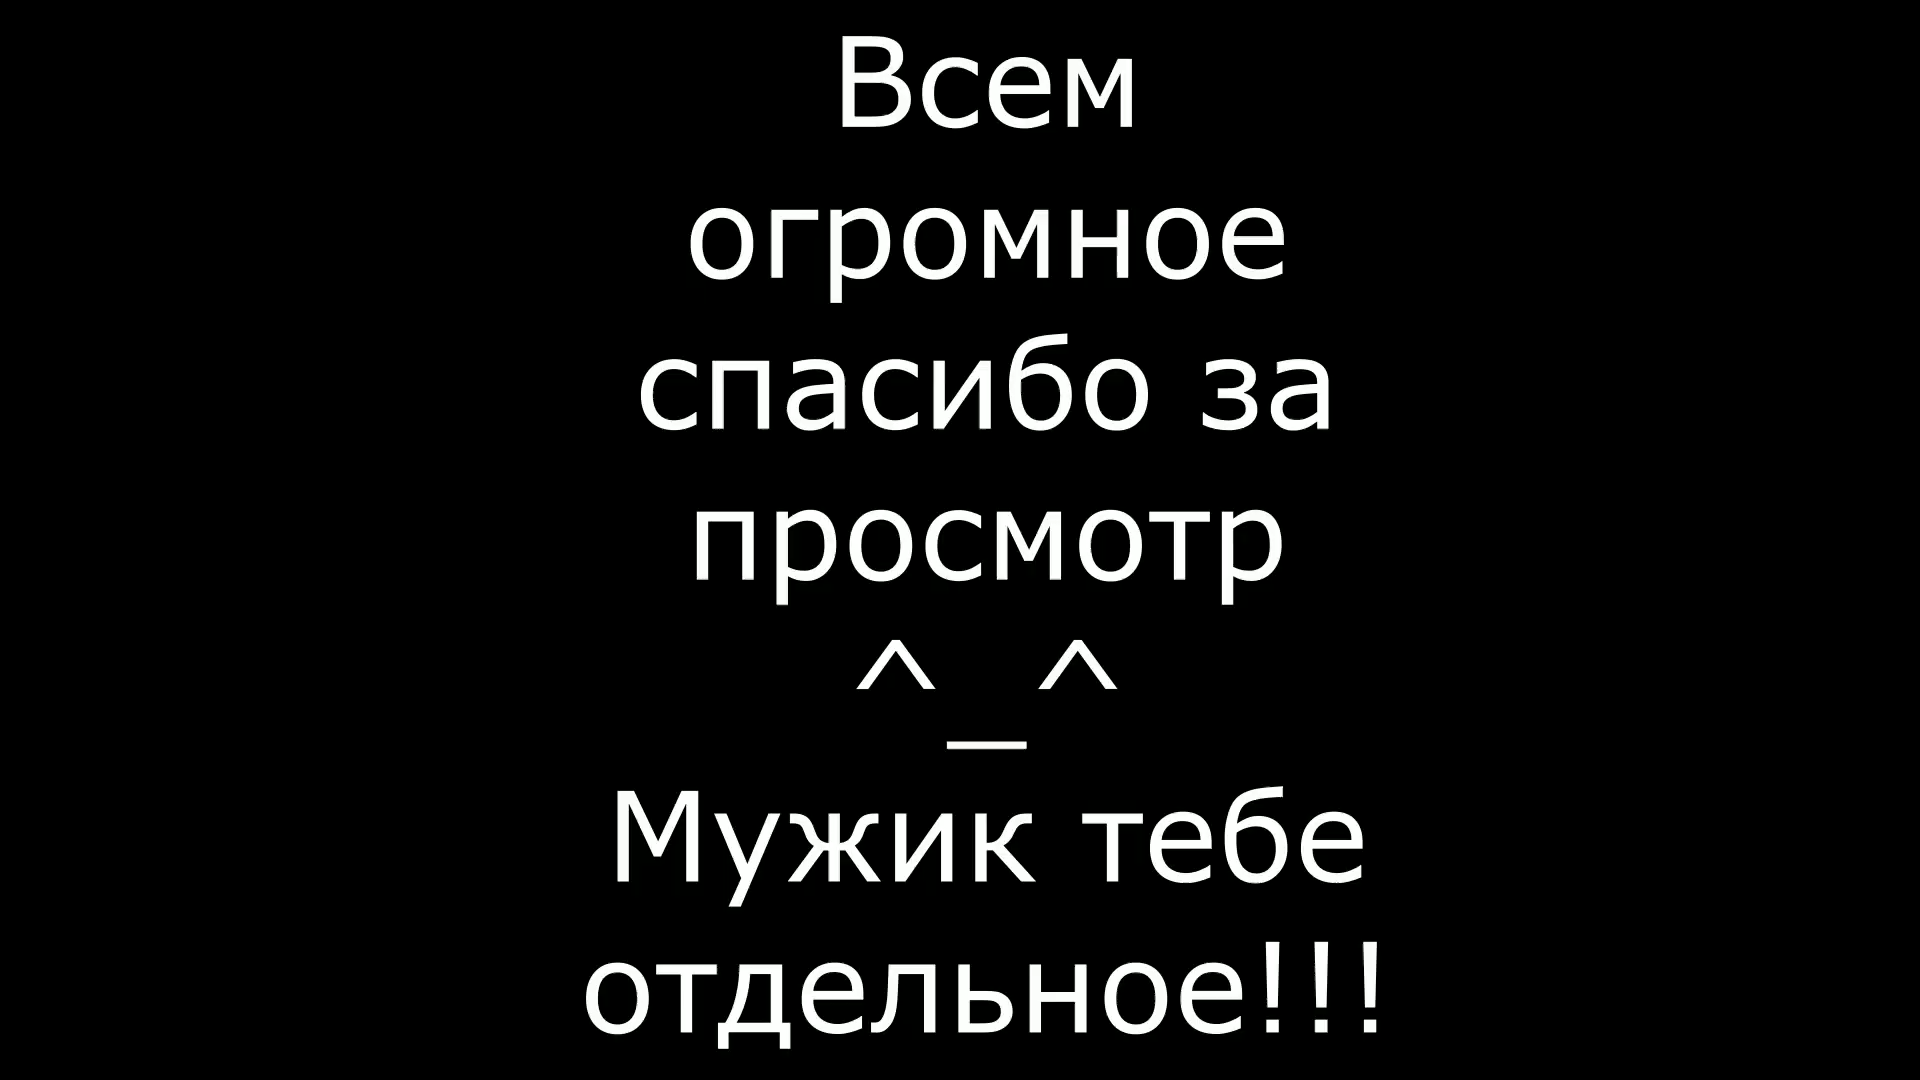 Всем
огромное
спасибо за
просмотр
^_^
Мужик тебе
отдельное!!!